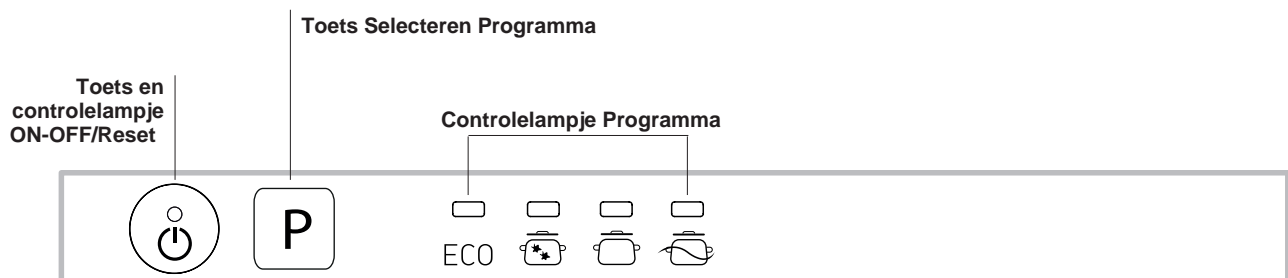 Toets Selecteren Programma
Toets en
controlelampje
ON-OFF/Reset
Controlelampje Programma
P
ECO